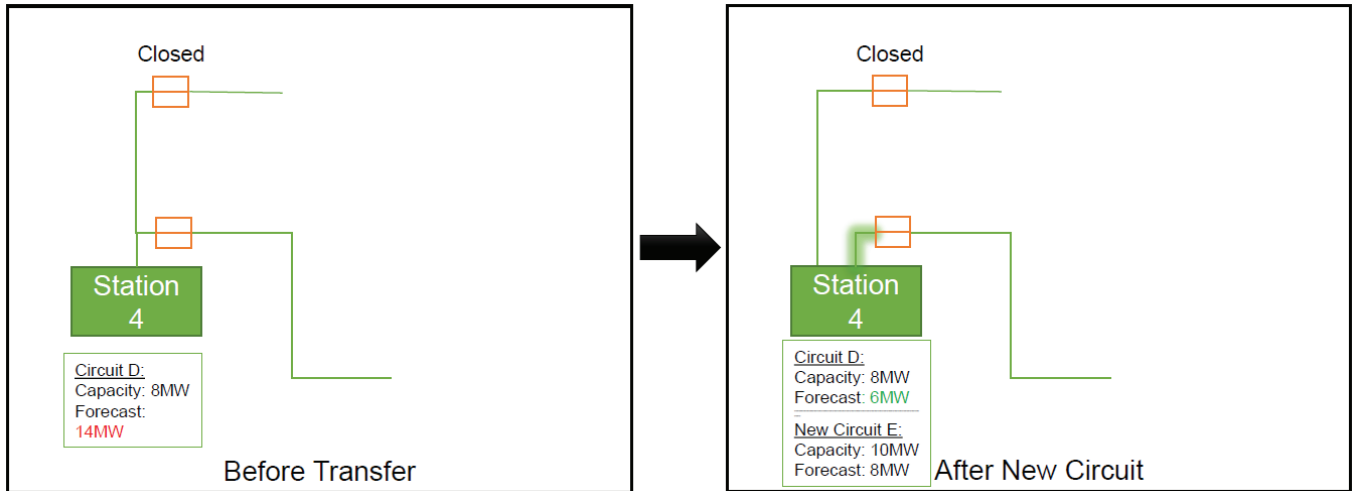 Closed
Station
4
Circuit D:
Capacity: 8MW
Forecast:
14MW
Before Transfer
Closed
Station
4
Circuit D:
Capacity: 8MW
Forecast: 6MW
New Circuit E:
Capacity: 10MW
Forecast: 8MW
After New Circuit